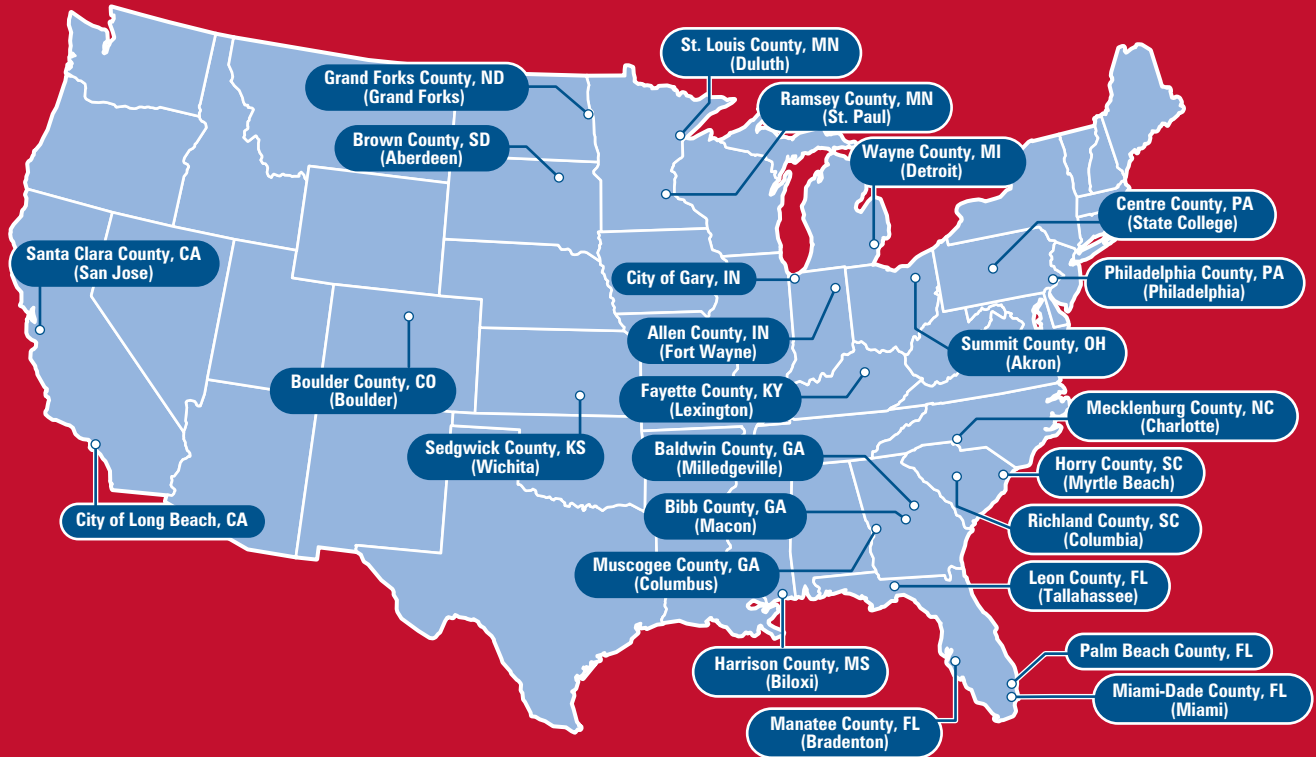 St. Louis County, MN
(Duluth)
Grand Forks County, ND
(Grand Forks)
Ramsey County, MN
(St. Paul)
Brown County, SD
(Aberdeen)
Wayne County, MI
(Detroit)
Centre County, PA
(State College)
Santa Clara County, CA
(San Jose)
City of Gary, IN
Philadelphia County, PA
(Philadelphia)
Allen County, IN
(Fort Wayne)
Summit County, OH
(Akron)
Boulder County, CO
(Boulder)
Fayette County, KY
(Lexington)
Mecklenburg County, NC
(Charlotte)
Sedgwick County, KS
(Wichita)
Baldwin County, GA
(Milledgeville)
Horry County, SC
(Myrtle Beach)
City of Long Beach, CA
Bibb County, GA
(Macon)
Richland County, SC
(Columbia)
Muscogee County, GA
(Columbus)
Leon County, FL
(Tallahassee)
Harrison County, MS
(Biloxi)
Palm Beach County, FL
Miami-Dade County, FL
(Miami)
Manatee County, FL
(Bradenton)